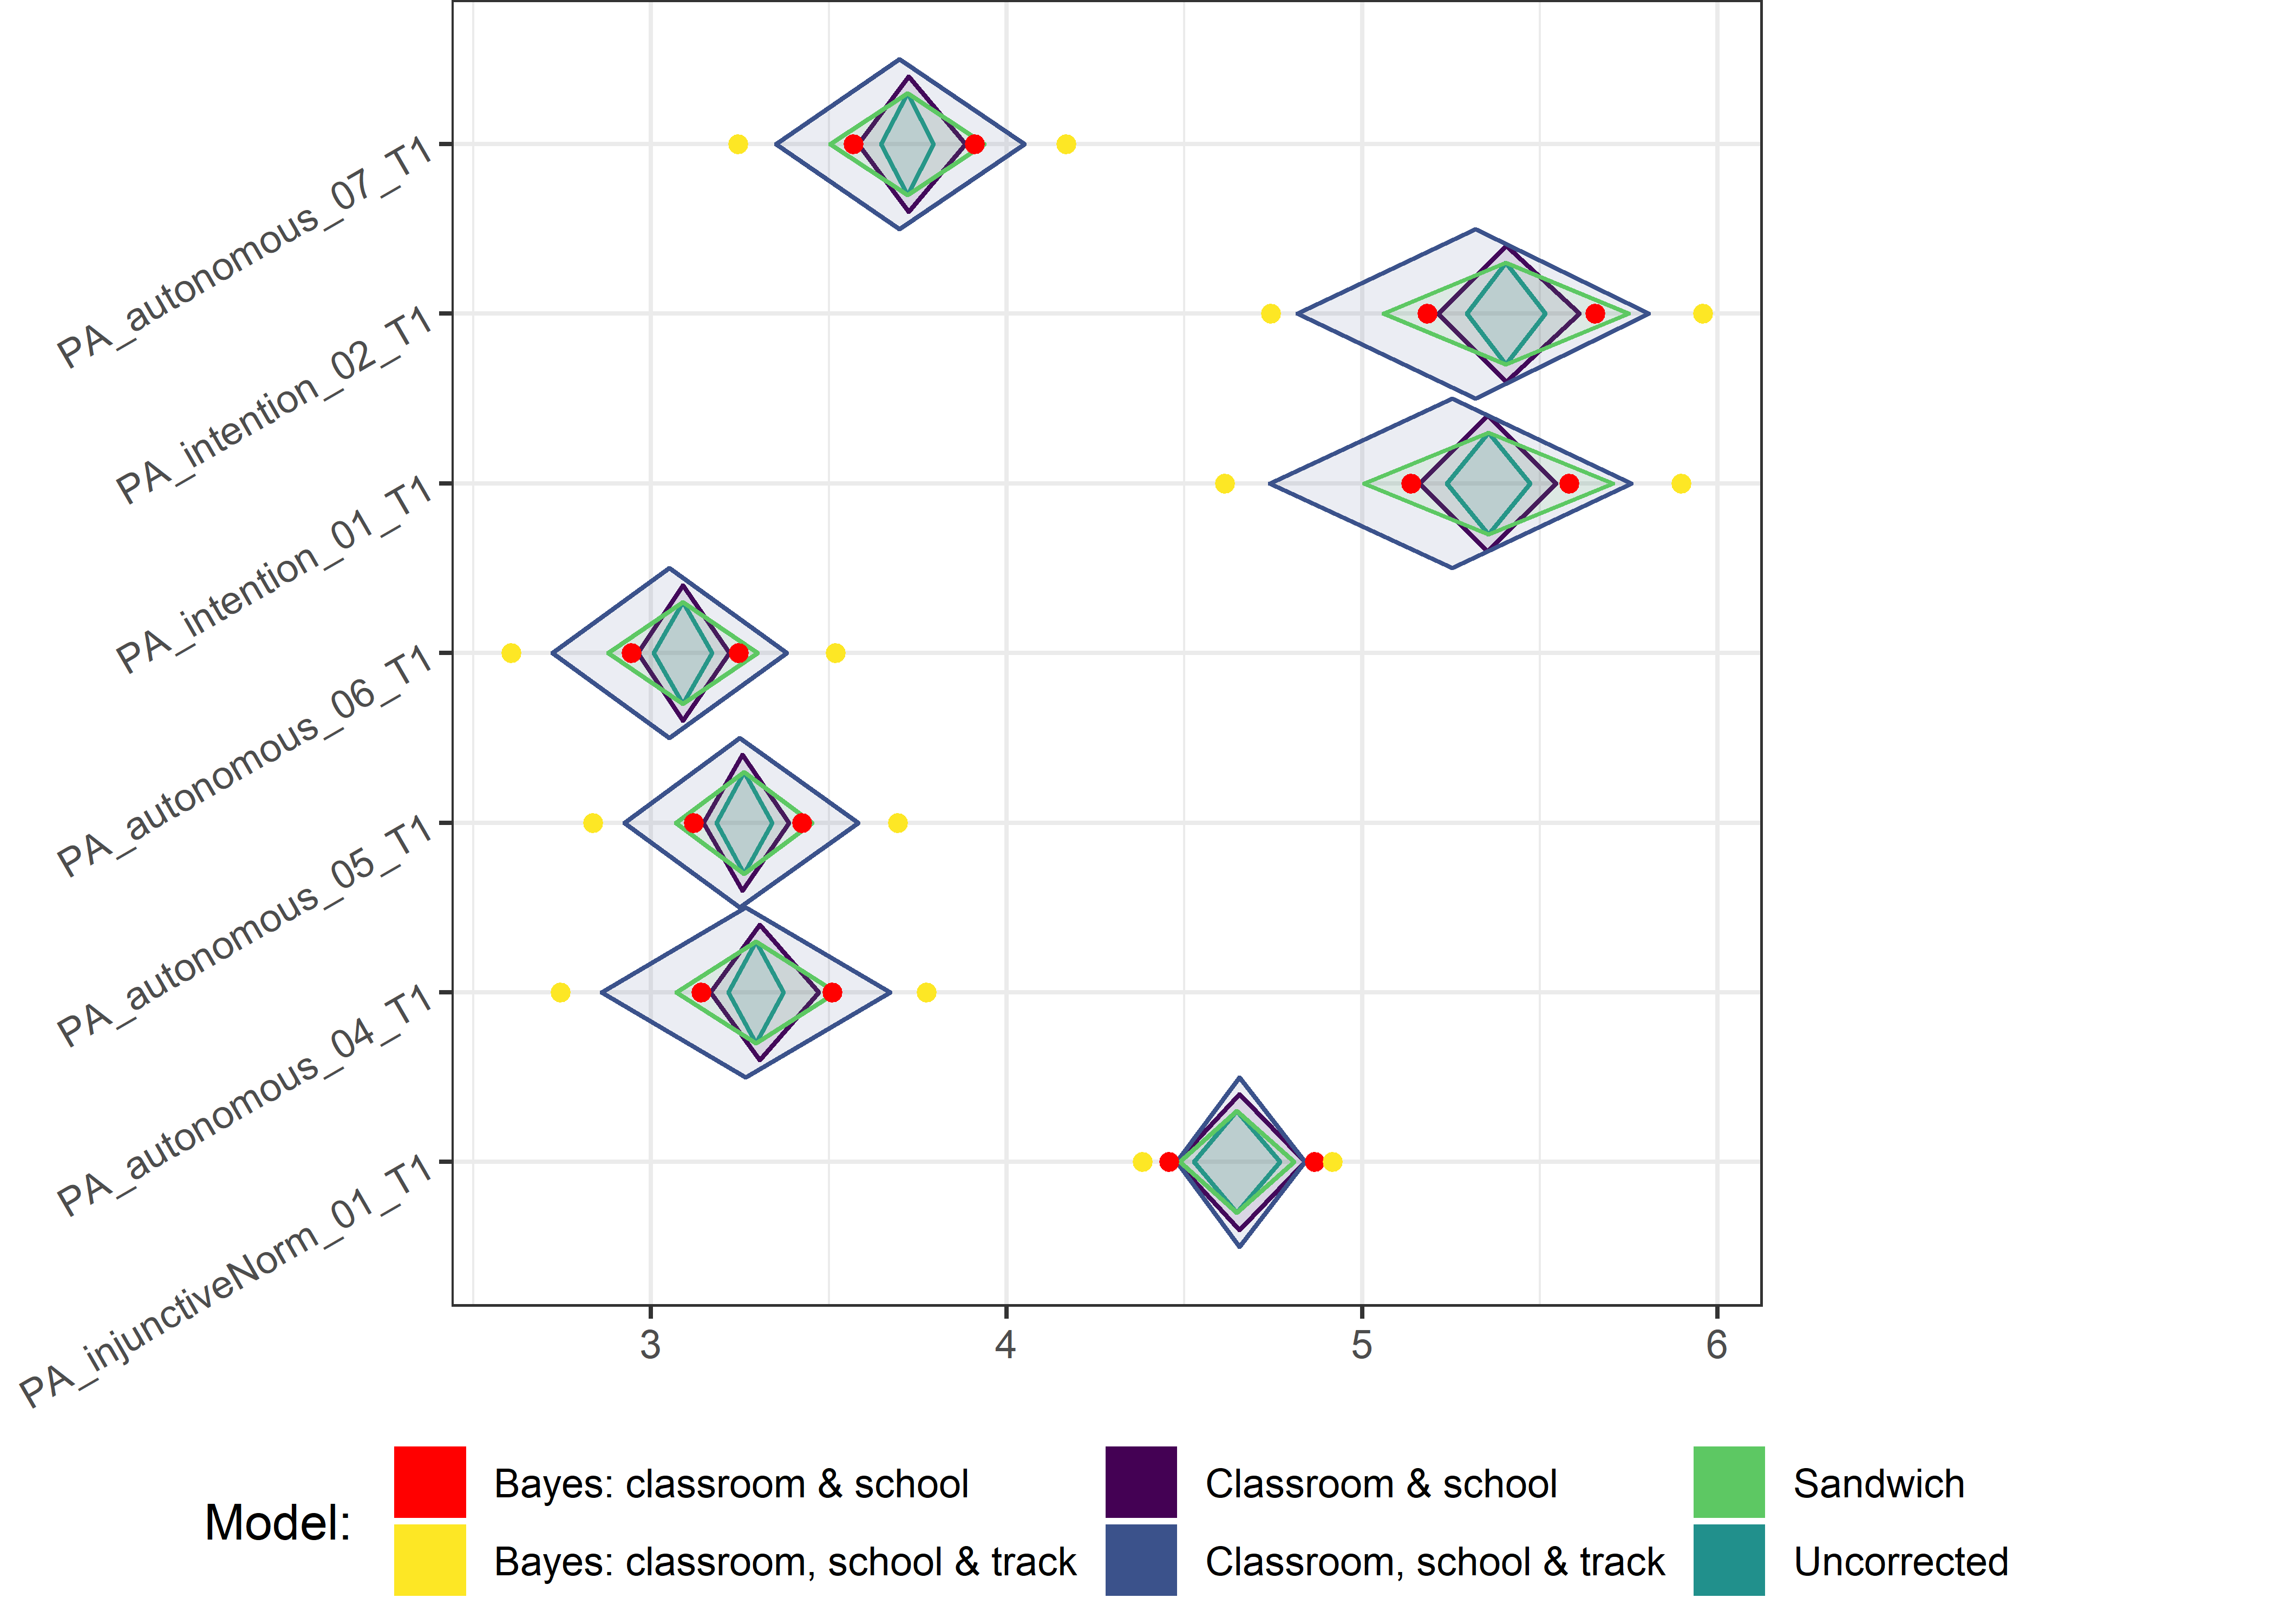 PA_autonomous_07_T1
PA_intention_02_T1
PA_intention_01_T1
PA_autonomous_06_T1
PA_autonomous_05_T1
PA_autonomous_04_T1
PA_injunctiveNorm_01_T1
3 4 5 6
Model:
Bayes: classroom & school
Classroom & school
Sandwich
Bayes: classroom, school & track
Classroom, school & track
Uncorrected